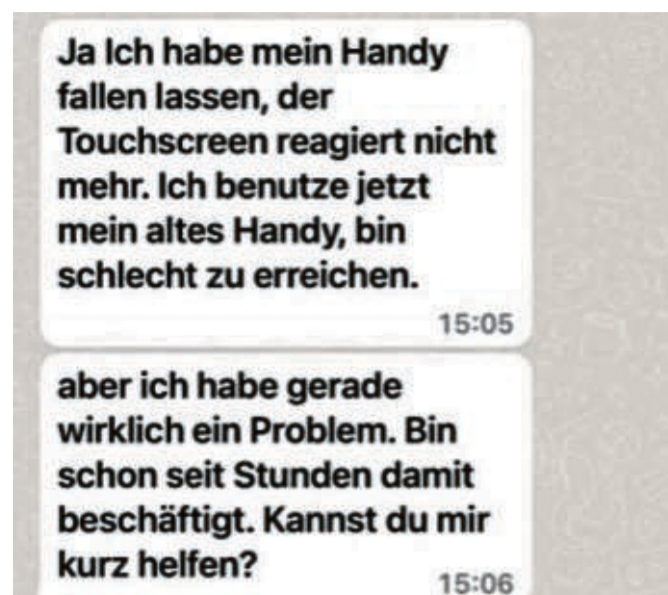 Ja Ich habe mein Handy
fallen lassen, der
Touchscreen reagiert nicht
mehr. Ich benutze jetzt
mein altes Handy, bin
schlecht zu erreichen.
15:05
aber ich habe gerade
wirklich ein Problem. Bin
schon seit Stunden damit
beschäftigt. Kannst du mir
kurz helfen?
15:06